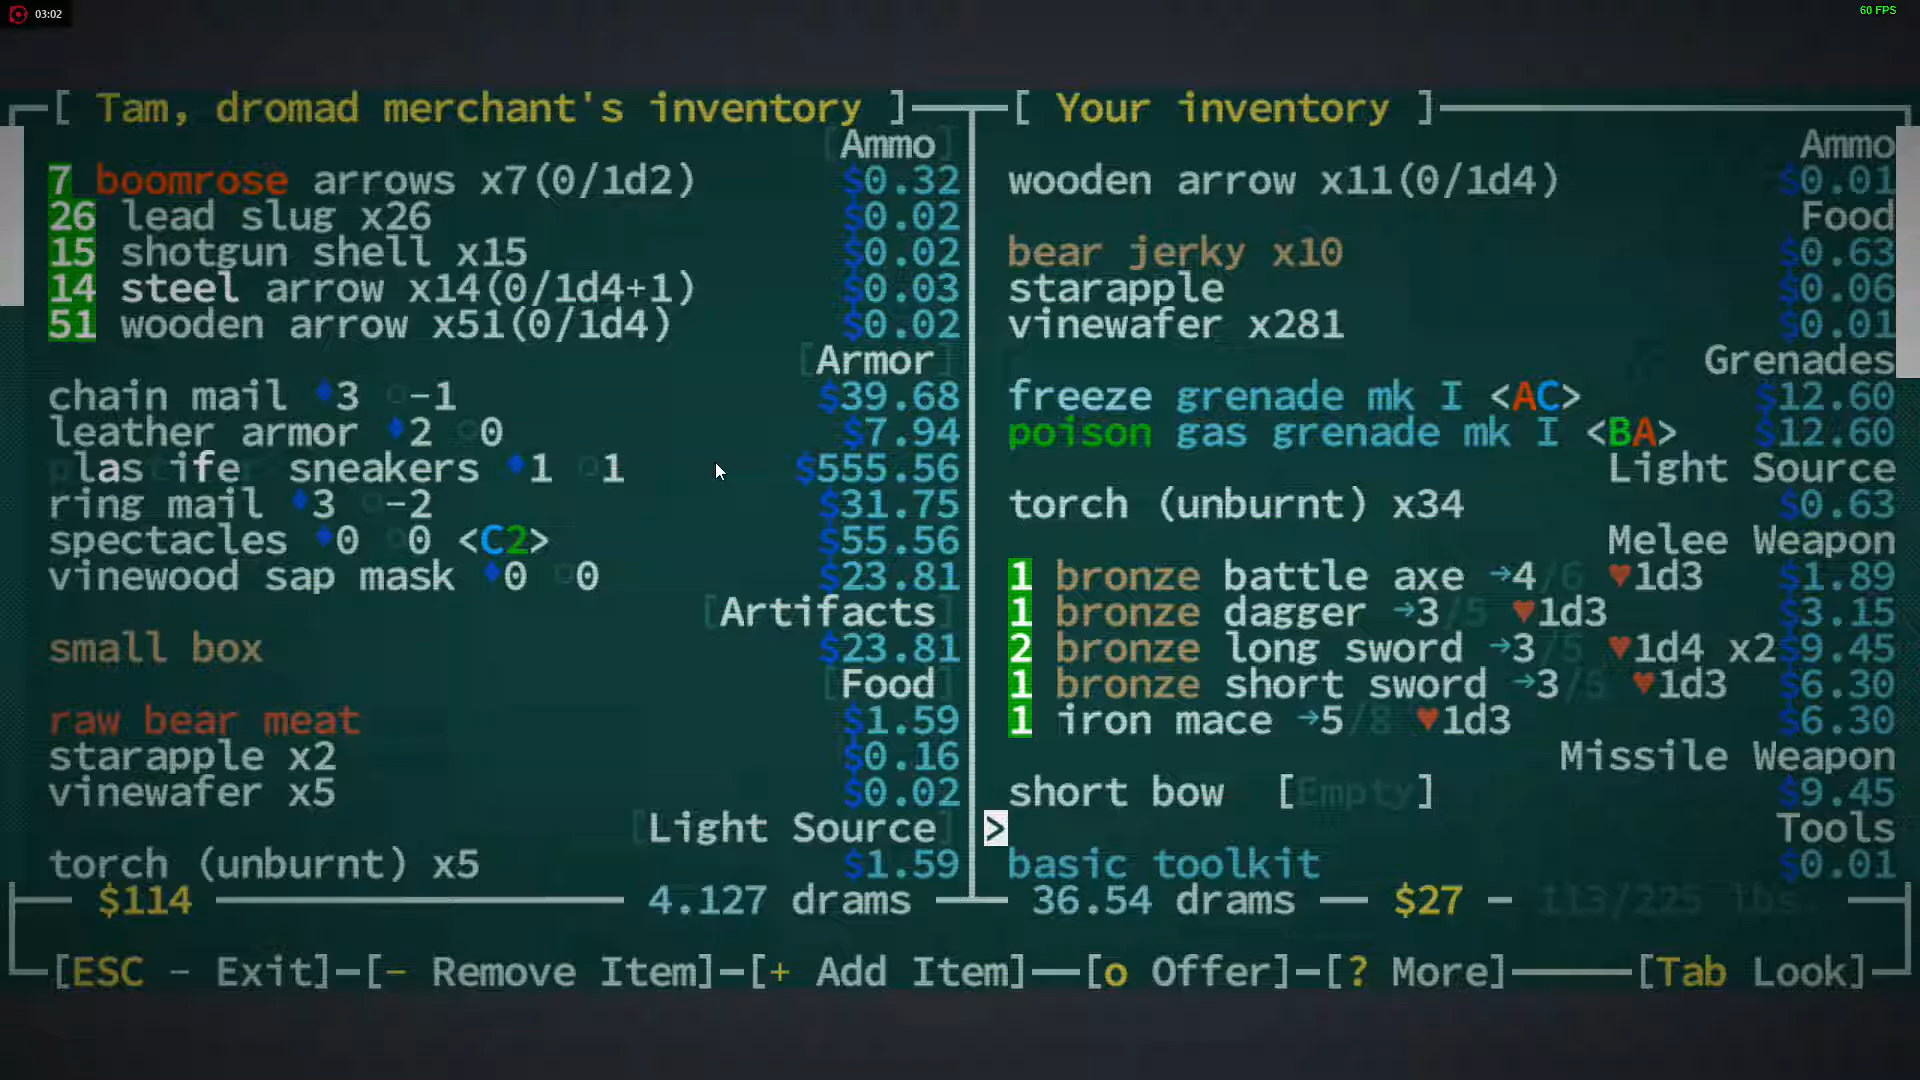 03:02
60 FPS
[ Tam, dromad merchant's inventory ]
[Ammo]
7 boomrose arrows x7(0/1d2) $0.32
26 lead slug x26 $0.02
15 shotgun shell x15 $0.02
14 steel arrow x14(0/1d4+1) $0.03
51 wooden arrow x51(0/1d4) $0.02
[Armor]
chain mail ♦3 ○-1 $39.68
leather armor ♦2 ○0 $7.94
plastifer sneakers ♦1 ○1 $555.56
ring mail ♦3 ○-2 $31.75
spectacles ♦0 ○0 <C2> $55.56
vinewood sap mask ♦0 ○0 $23.81
[Artifacts]
small box $23.81
[Food]
raw bear meat $1.59
starapple x2 $0.16
vinewafer x5 $0.02
[Light Source]
torch (unburnt) x5 $1.59
$114 4.127 drams
[ Your inventory ]
Ammo
wooden arrow x11(0/1d4) $0.01
Food
bear jerky x10 $0.63
starapple $0.06
vinewafer x281 $0.01
Grenades
freeze grenade mk I <AC> $12.60
poison gas grenade mk I <BA> $12.60
Light Source
torch (unburnt) x34 $0.63
Melee Weapon
1 bronze battle axe →4/6 ♥1d3 $1.89
1 bronze dagger →3/5 ♥1d3 $3.15
2 bronze long sword →3/5 ♥1d4 x2 $9.45
1 bronze short sword →3/5 ♥1d3 $6.30
1 iron mace →5/8 ♥1d3 $6.30
Missile Weapon
short bow [Empty] $9.45
> Tools
basic toolkit $0.01
36.54 drams $27 113/225 lbs.
[ESC - Exit] [- Remove Item] [+ Add Item] [o Offer] [? More] [Tab Look]